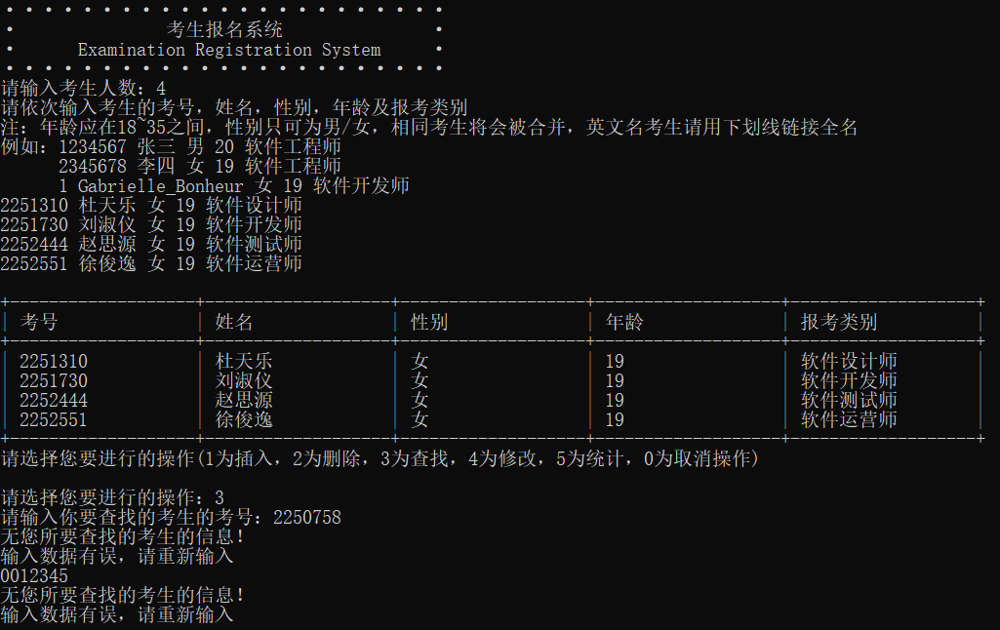 考生报名系统
Examination Registration System
请输入考生人数：4
请依次输入考生的考号，姓名，性别，年龄及报考类别
注：年龄应在18~35之间，性别只可为男/女，相同考生将会被合并，英文名考生请用下划线链接全名
例如：1234567 张三 男 20 软件工程师
2345678 李四 女 19 软件工程师
1 Gabrielle_Bonheur 女 19 软件开发师
2251310 杜天乐 女 19 软件设计师
2251730 刘淑仪 女 19 软件开发师
2252444 赵思源 女 19 软件测试师
2252551 徐俊逸 女 19 软件运营师
考号 姓名 性别 年龄 报考类别
2251310 杜天乐 女 19 软件设计师
2251730 刘淑仪 女 19 软件开发师
2252444 赵思源 女 19 软件测试师
2252551 徐俊逸 女 19 软件运营师
请选择您要进行的操作(1为插入，2为删除，3为查找，4为修改，5为统计，0为取消操作)
请选择您要进行的操作：3
请输入你要查找的考生的考号：2250758
无您所要查找的考生的信息！
输入数据有误，请重新输入
0012345
无您所要查找的考生的信息！
输入数据有误，请重新输入